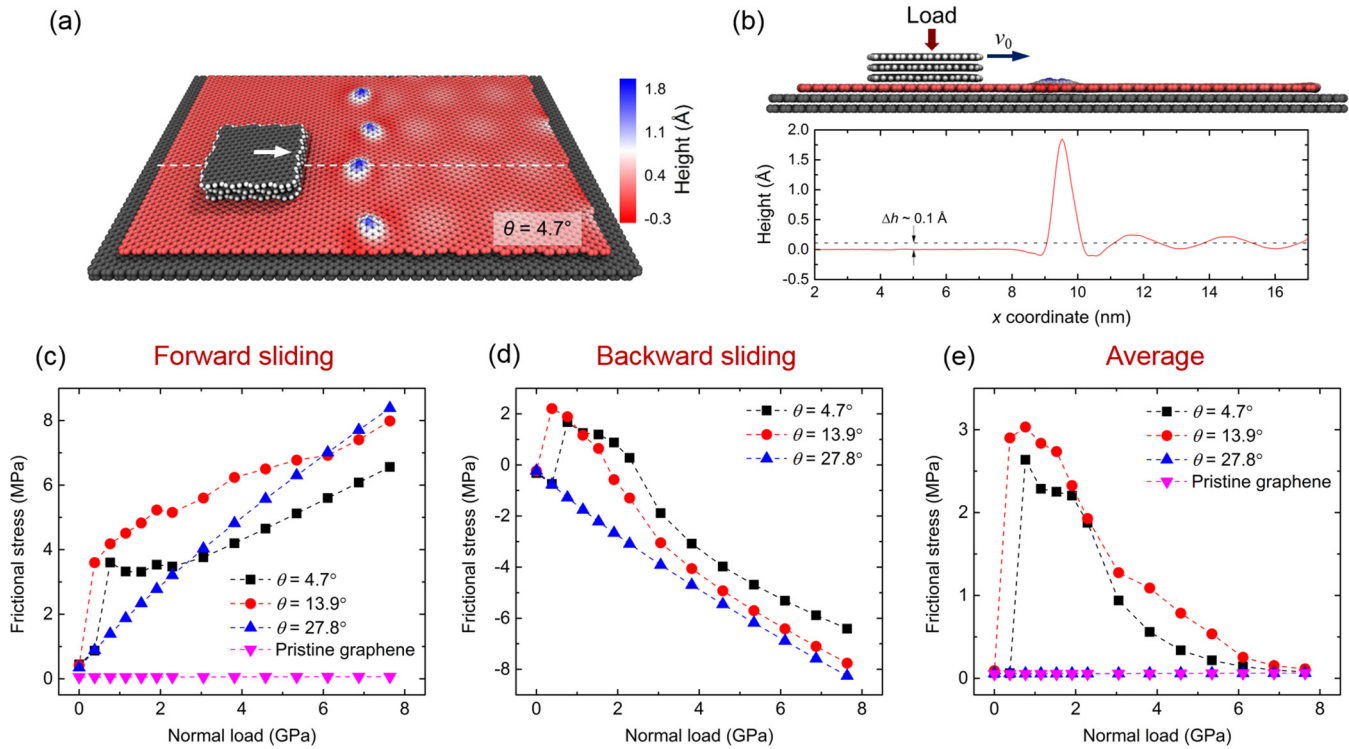 (a)
1.8
1.1
0.4
-0.3
Height (Å)
θ = 4.7°
(b)
Load
v0
2.0
1.5
1.0
0.5
0.0
-0.5
Height (Å)
Δh ~ 0.1 Å
2 4 6 8 10 12 14 16
x coordinate (nm)
(c) Forward sliding
8
6
4
2
0
Frictional stress (MPa)
θ = 4.7°
θ = 13.9°
θ = 27.8°
Pristine graphene
0 2 4 6 8
Normal load (GPa)
(d) Backward sliding
2
0
-2
-4
-6
-8
Frictional stress (MPa)
θ = 4.7°
θ = 13.9°
θ = 27.8°
0 2 4 6 8
Normal load (GPa)
(e) Average
3
2
1
0
Frictional stress (MPa)
θ = 4.7°
θ = 13.9°
θ = 27.8°
Pristine graphene
0 2 4 6 8
Normal load (GPa)